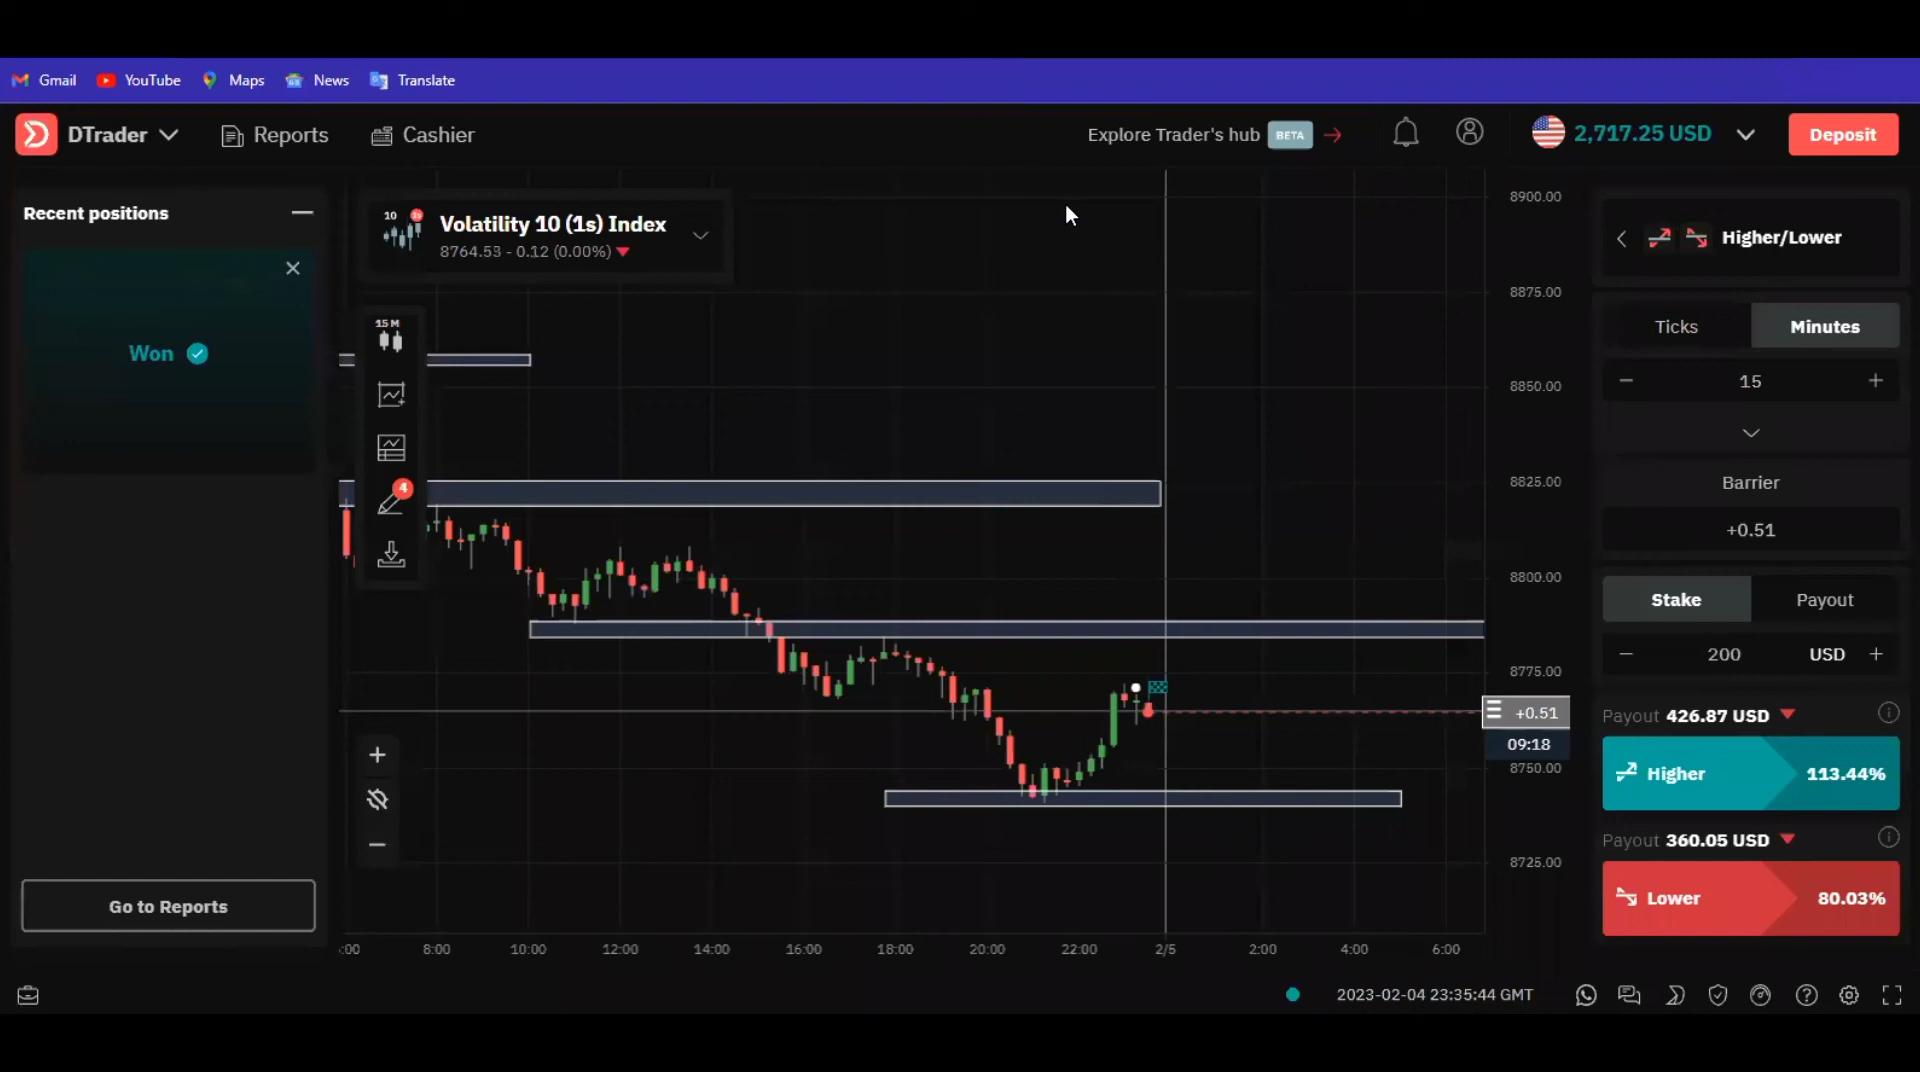 Gmail YouTube Maps News Translate
DTrader Reports Cashier Explore Trader's hub BETA 2,717.25 USD Deposit
Recent positions
Won
Go to Reports
10 1s
Volatility 10 (1s) Index
8764.53 - 0.12 (0.00%)
15 M
4
8900.00
8875.00
8850.00
8825.00
8800.00
8775.00
+0.51
09:18
8750.00
8725.00
:00 8:00 10:00 12:00 14:00 16:00 18:00 20:00 22:00 2/5 2:00 4:00 6:00
Higher/Lower
Ticks Minutes
15
Barrier
+0.51
Stake Payout
200 USD
Payout 426.87 USD
Higher 113.44%
Payout 360.05 USD
Lower 80.03%
2023-02-04 23:35:44 GMT